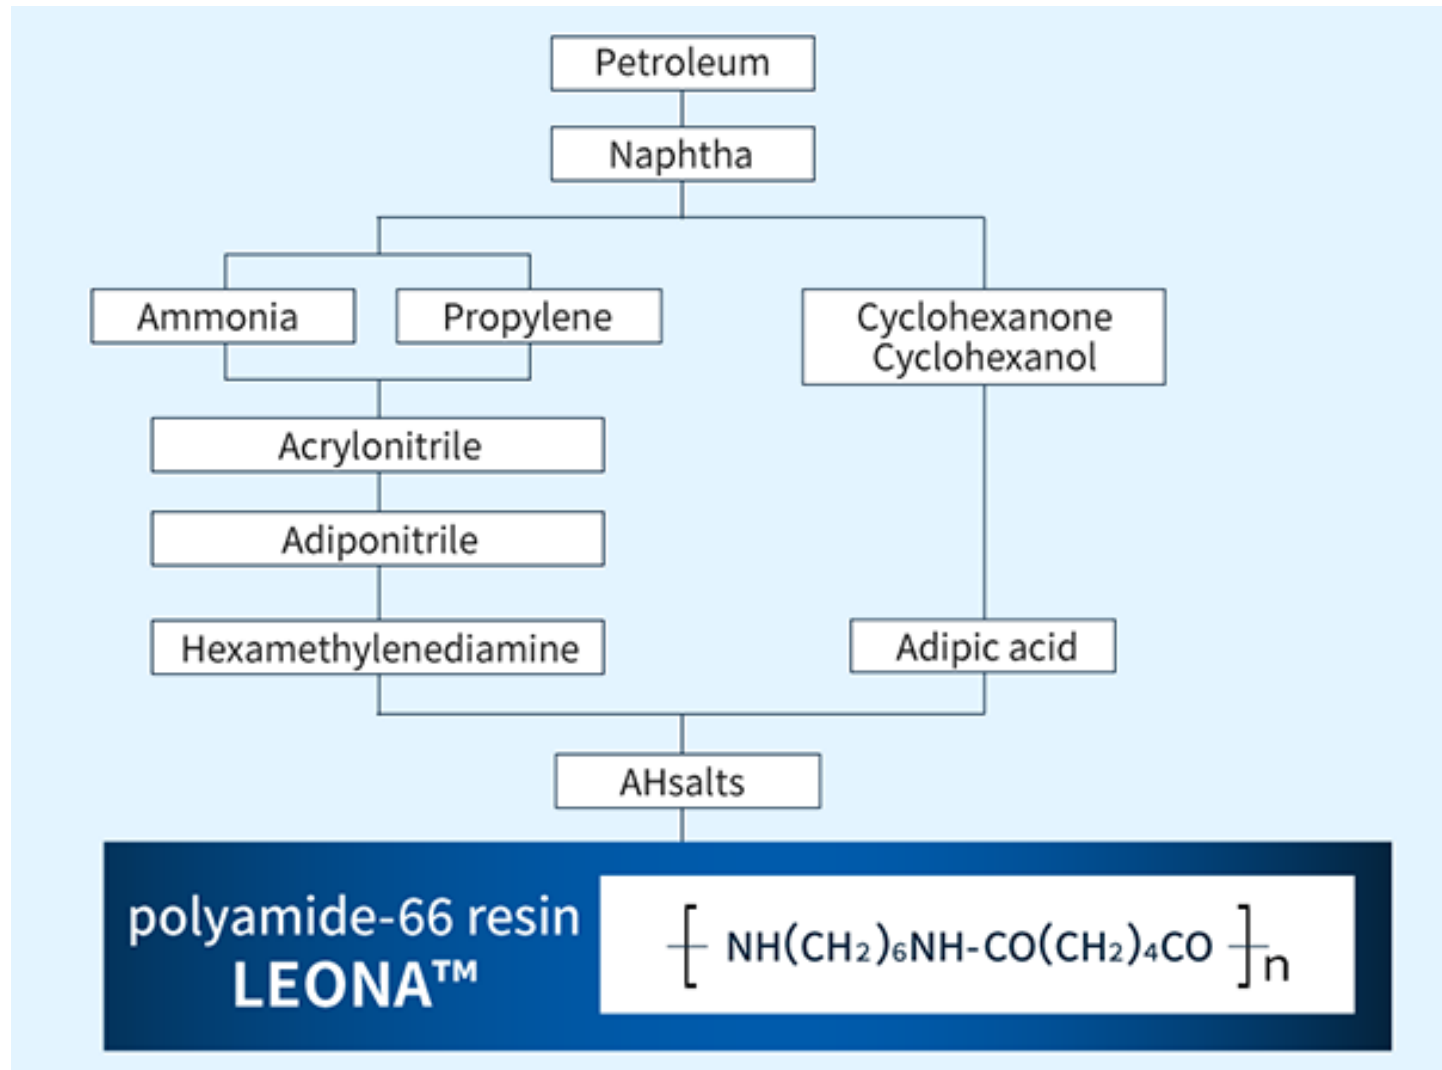 Petroleum
Naphtha
Ammonia
Propylene
Cyclohexanone
Cyclohexanol
Acrylonitrile
Adiponitrile
Hexamethylenediamine
Adipic acid
AHsalts
polyamide-66 resin
LEONA™
[ NH(CH₂)₆NH-CO(CH₂)₄CO ]n